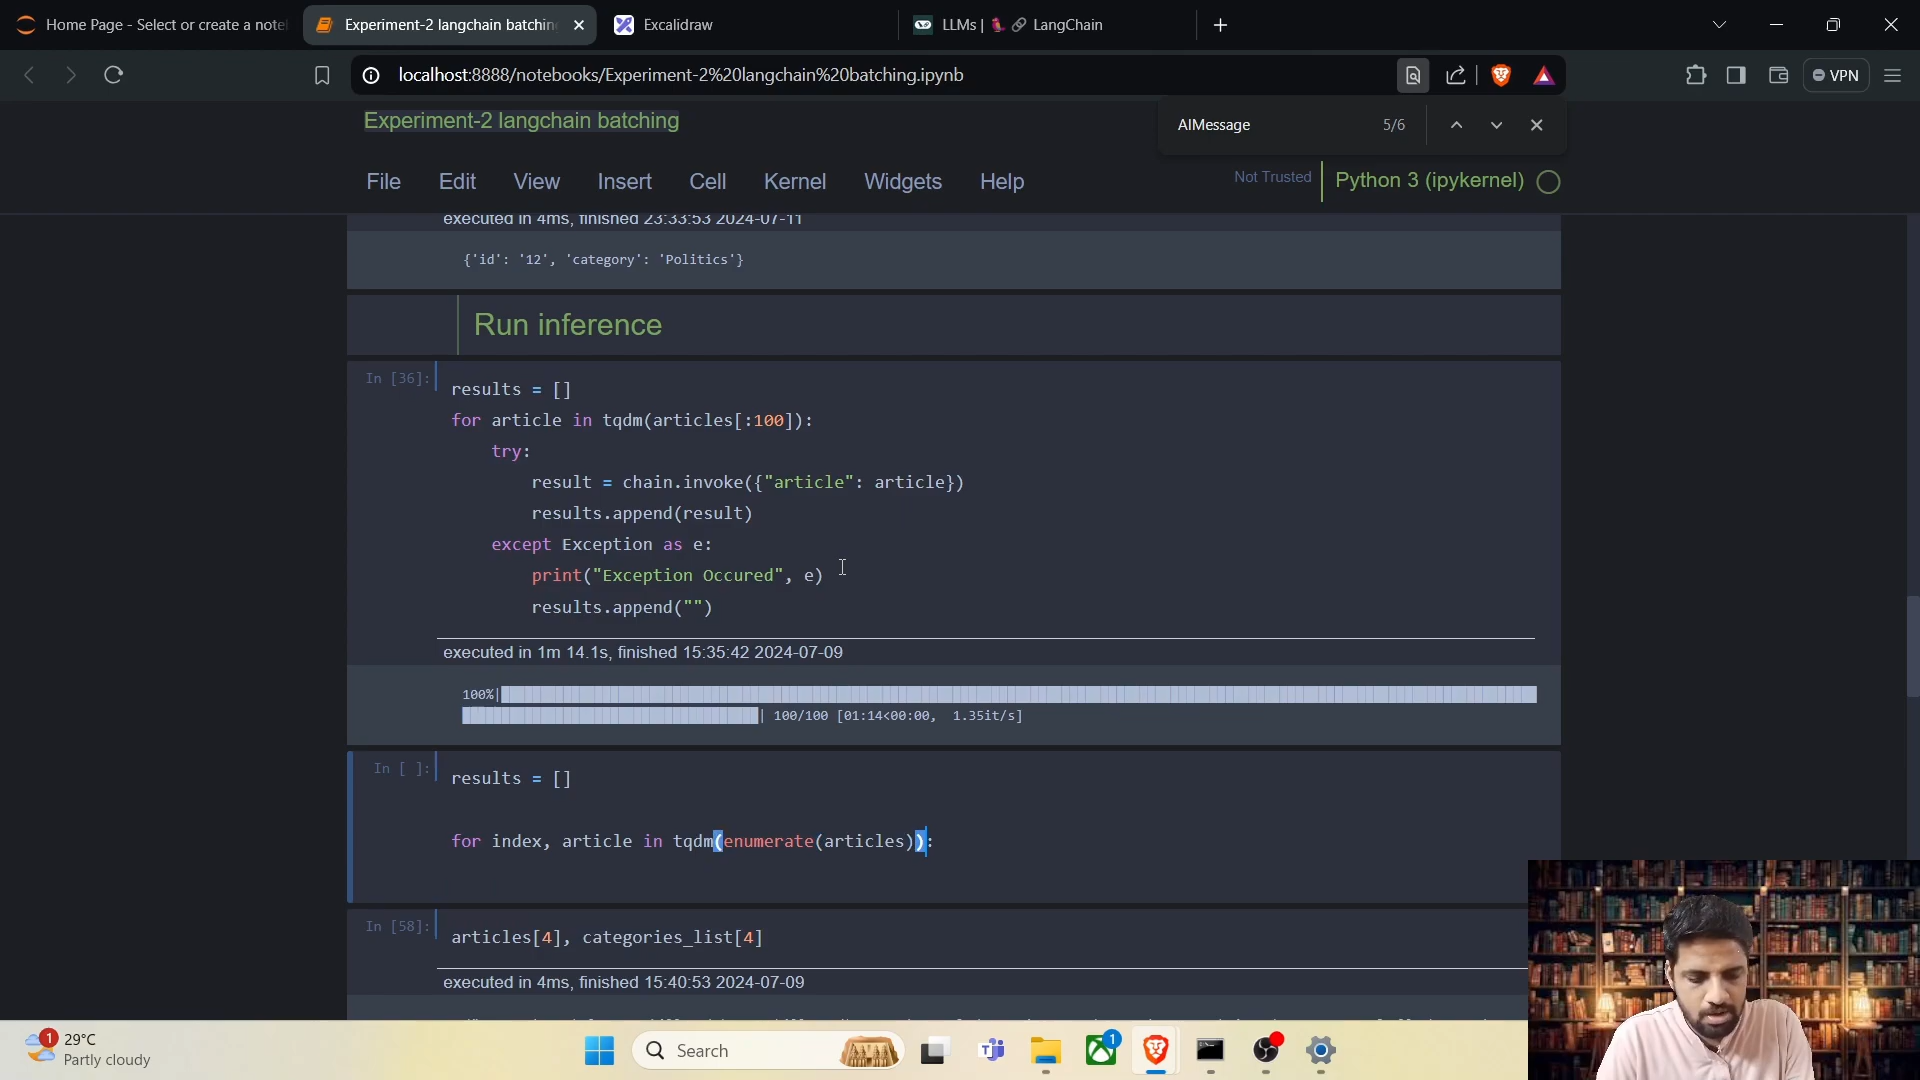 Home Page - Select or create a note
Experiment-2 langchain batchin
Excalidraw
LLMs | 🦜🔗 LangChain
localhost:8888/notebooks/Experiment-2%20langchain%20batching.ipynb
VPN
Experiment-2 langchain batching
AIMessage 5/6
File Edit View Insert Cell Kernel Widgets Help
Not Trusted
Python 3 (ipykernel)
executed in 4ms, finished 23:33:53 2024-07-11
{'id': '12', 'category': 'Politics'}
Run inference
In [36]:
results = []
for article in tqdm(articles[:100]):
try:
result = chain.invoke({"article": article})
results.append(result)
except Exception as e:
print("Exception Occured", e)
results.append("")
executed in 1m 14.1s, finished 15:35:42 2024-07-09
100%|
| 100/100 [01:14<00:00, 1.35it/s]
In [ ]:
results = []
for index, article in tqdm(enumerate(articles)):
In [58]:
articles[4], categories_list[4]
executed in 4ms, finished 15:40:53 2024-07-09
1
29°C
Partly cloudy
Search
1